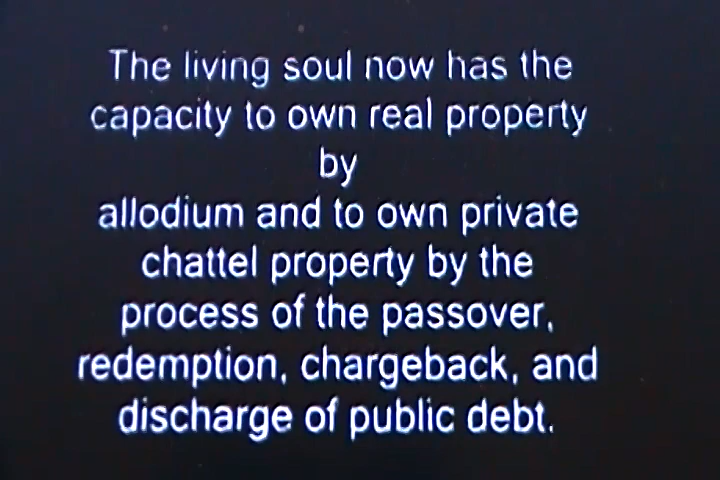 The living soul now has the
capacity to own real property
by
allodium and to own private
chattel property by the
process of the passover,
redemption, chargeback, and
discharge of public debt.